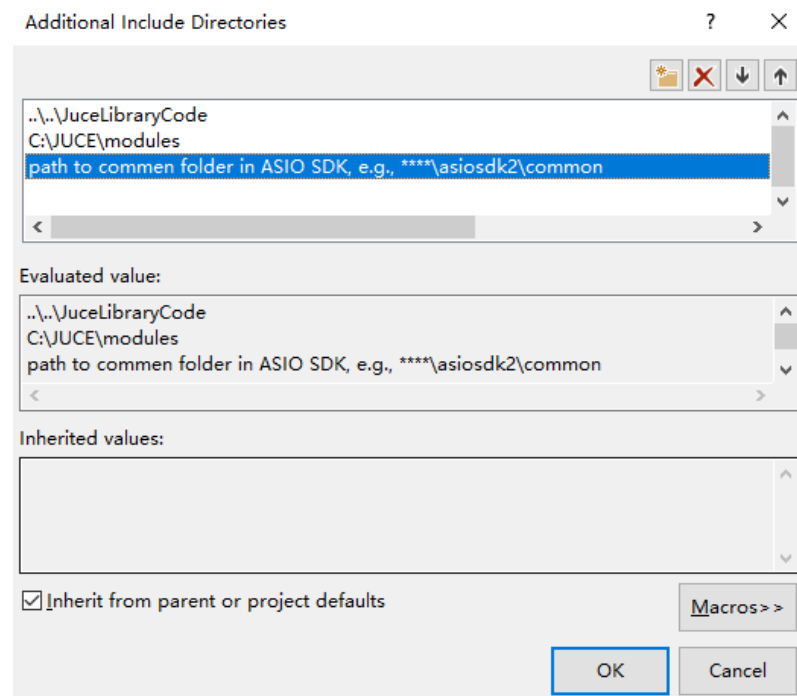 Additional Include Directories
..\..\JuceLibraryCode
C:\JUCE\modules
path to commen folder in ASIO SDK, e.g., ****\asiosdk2\common
Evaluated value:
..\..\JuceLibraryCode
C:\JUCE\modules
path to commen folder in ASIO SDK, e.g., ****\asiosdk2\common
Inherited values:
Inherit from parent or project defaults
Macros>>
OK
Cancel